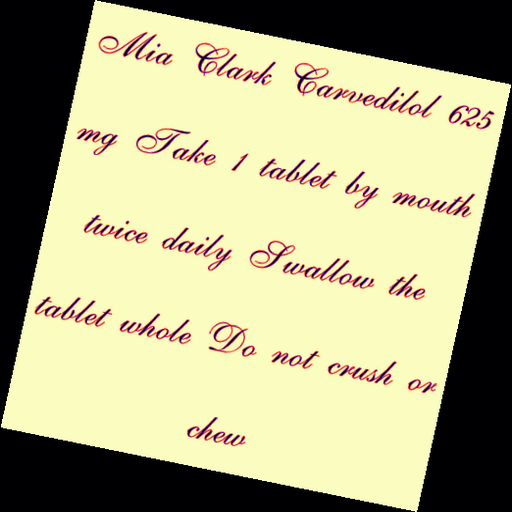 Mia Clark Carvedilol 625
mg Take 1 tablet by mouth
twice daily Swallow the
tablet whole Do not crush or
chew